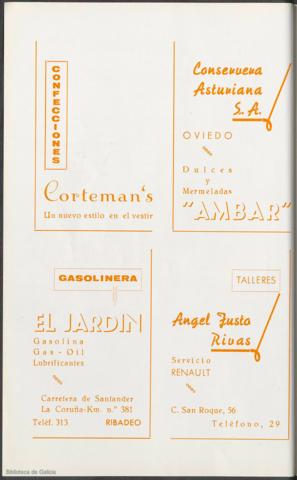 CONFECCIONES
Corteman's
Un nuevo estilo en el vestir
Conservera
Asturiana
S. A.
OVIEDO
Dulces
y
Mermeladas
"AMBAR"
GASOLINERA
EL JARDIN
Gasolina
Gas - Oil
Lubrificantes
Carretera de Santander
La Coruña-Km. n.º 381
Teléf. 313 RIBADEO
TALLERES
Angel Justo
Rivas
Servicio
RENAULT
C. San Roque, 56
Teléfono, 29
Biblioteca de Galicia